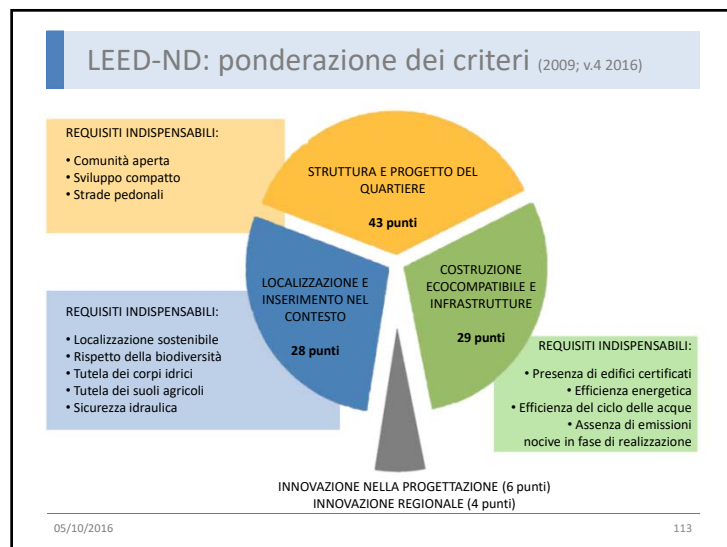 LEED-ND: ponderazione dei criteri (2009; v.4 2016)
REQUISITI INDISPENSABILI:
• Comunità aperta
• Sviluppo compatto
• Strade pedonali
STRUTTURA E PROGETTO DEL
QUARTIERE
43 punti
LOCALIZZAZIONE E
INSERIMENTO NEL
CONTESTO
28 punti
COSTRUZIONE
ECOCOMPATIBILE E
INFRASTRUTTURE
29 punti
REQUISITI INDISPENSABILI:
• Localizzazione sostenibile
• Rispetto della biodiversità
• Tutela dei corpi idrici
• Tutela dei suoli agricoli
• Sicurezza idraulica
REQUISITI INDISPENSABILI:
• Presenza di edifici certificati
• Efficienza energetica
• Efficienza del ciclo delle acque
• Assenza di emissioni
nocive in fase di realizzazione
INNOVAZIONE NELLA PROGETTAZIONE (6 punti)
INNOVAZIONE REGIONALE (4 punti)
05/10/2016
113